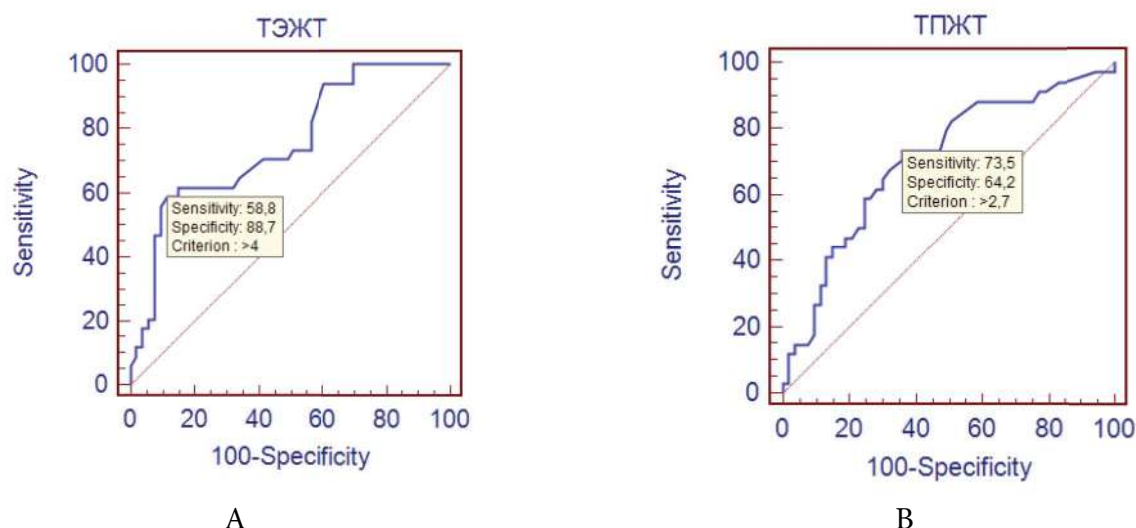 ТЭЖТ
100
80
60
40
20
0
Sensitivity
Sensitivity: 58,8
Specificity: 88,7
Criterion : >4
0 20 40 60 80 100
100-Specificity
A
ТПЖТ
100
80
60
40
20
0
Sensitivity
Sensitivity: 73,5
Specificity: 64,2
Criterion : >2,7
0 20 40 60 80 100
100-Specificity
B